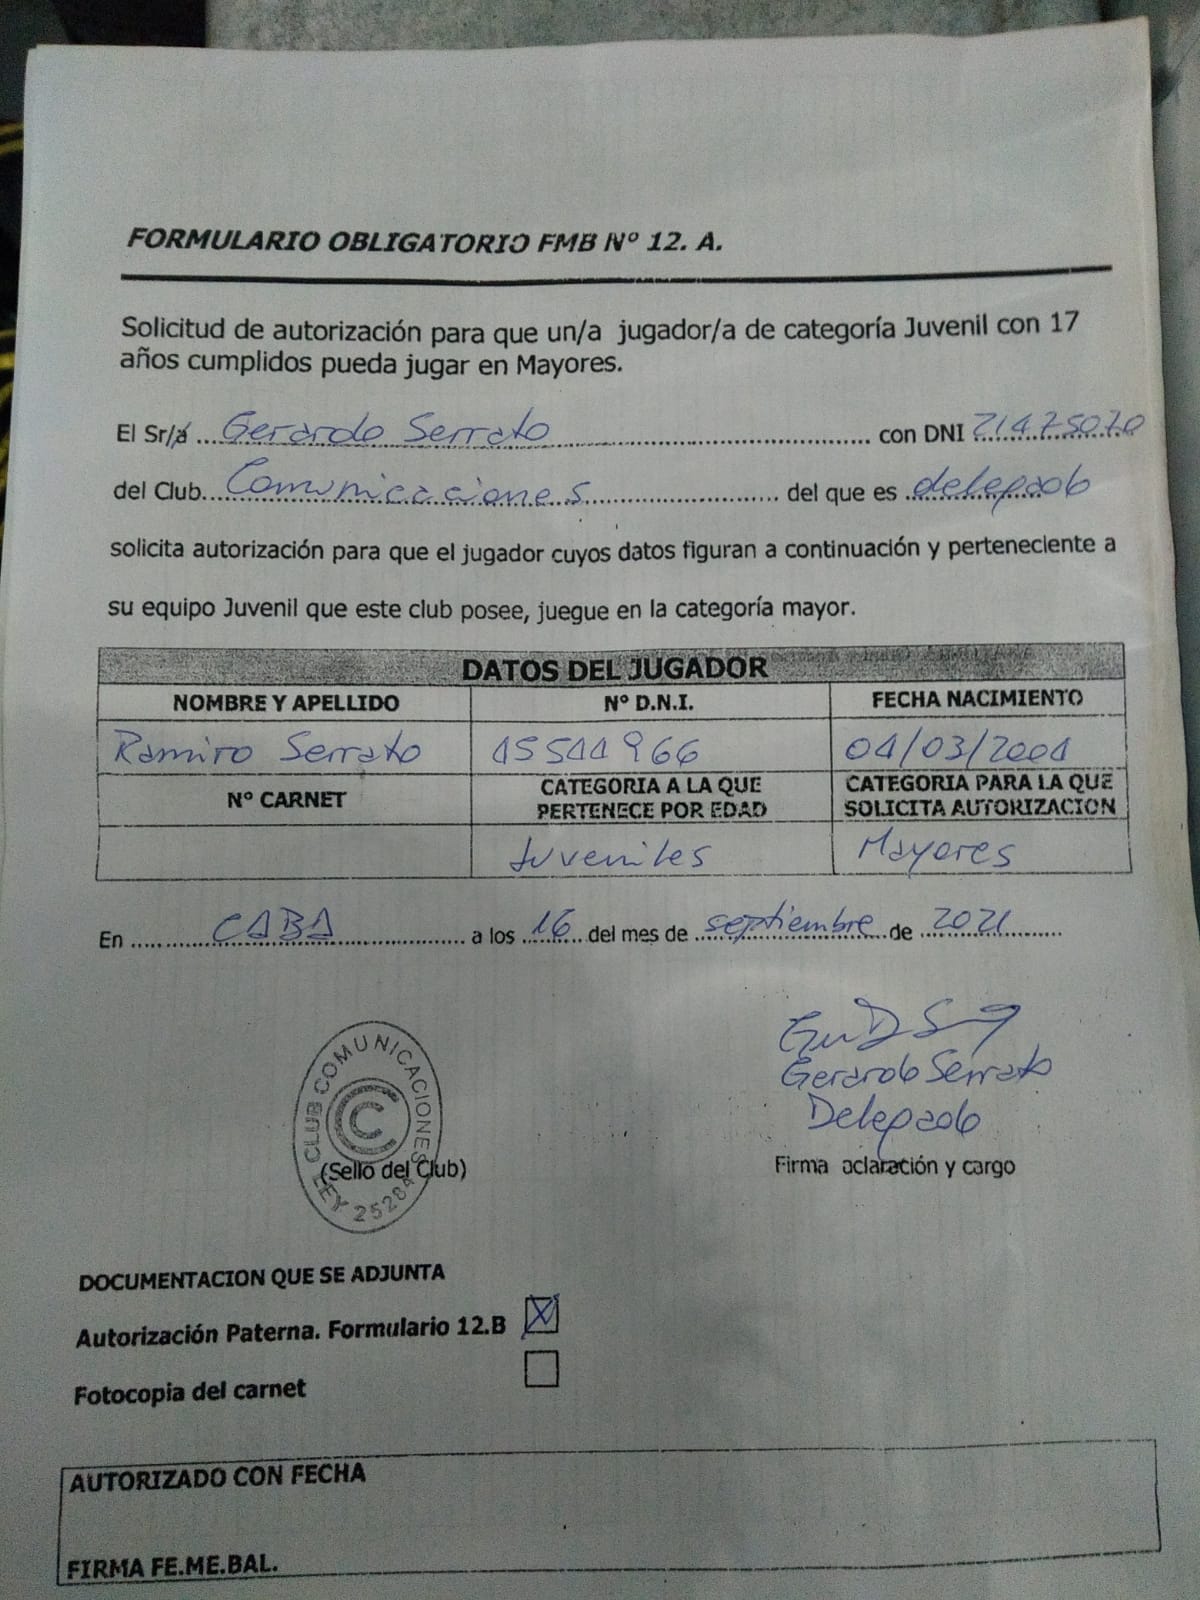 FORMULARIO OBLIGATORIO FMB Nº 12. A.
Solicitud de autorización para que un/a jugador/a de categoría Juvenil con 17
años cumplidos pueda jugar en Mayores.
El Sr/a Gerardo Serrato con DNI 21475070
del Club Comunicaciones del que es delegado
solicita autorización para que el jugador cuyos datos figuran a continuación y perteneciente a
su equipo Juvenil que este club posee, juegue en la categoría mayor.
DATOS DEL JUGADOR
NOMBRE Y APELLIDO Nº D.N.I. FECHA NACIMIENTO
Ramiro Serrato 45544966 04/03/2004
Nº CARNET CATEGORIA A LA QUE PERTENECE POR EDAD CATEGORIA PARA LA QUE SOLICITA AUTORIZACION
Juveniles Mayores
En CABA a los 16 del mes de septiembre de 2021
Gerardo Serrato
Delegado
CLUB COMUNICACIONES
LEY 25284
(Sello del Club) Firma aclaración y cargo
DOCUMENTACION QUE SE ADJUNTA
Autorización Paterna. Formulario 12.B X
Fotocopia del carnet
AUTORIZADO CON FECHA
FIRMA FE.ME.BAL.